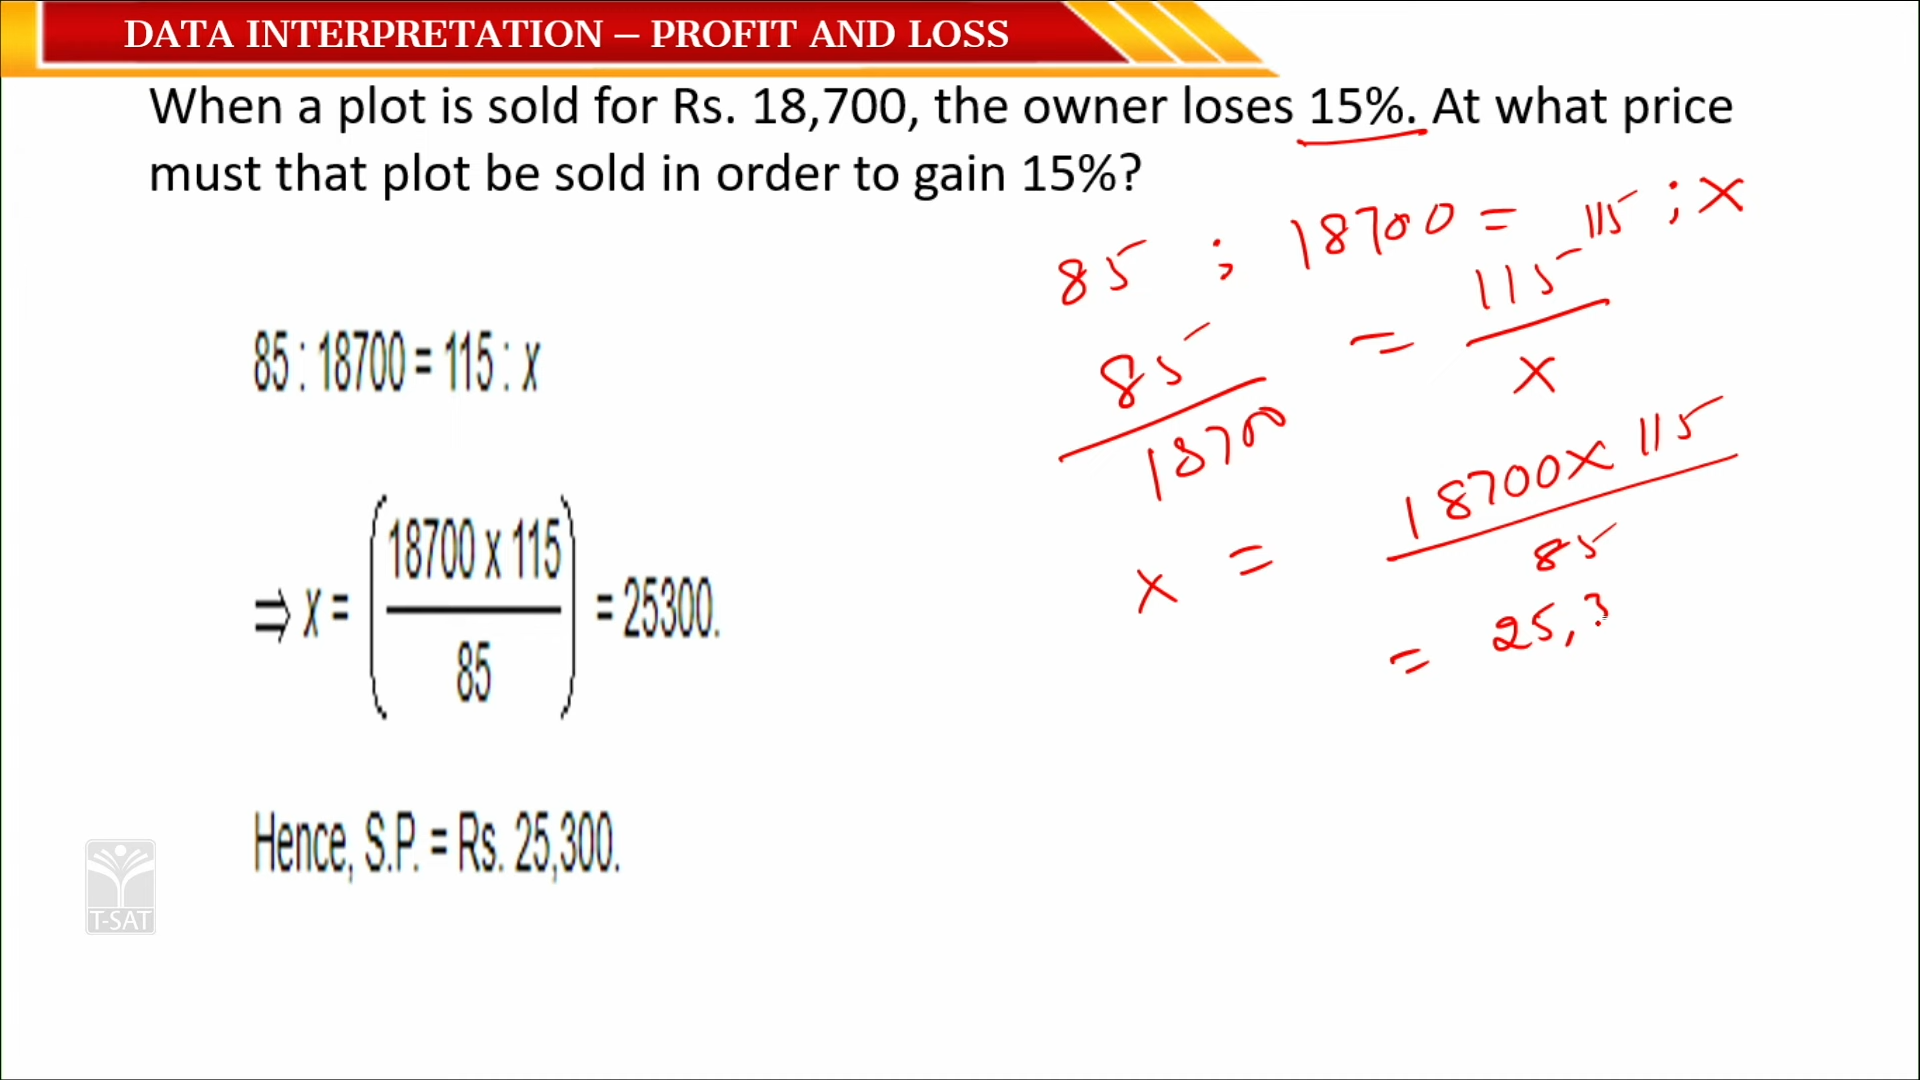 DATA INTERPRETATION – PROFIT AND LOSS
When a plot is sold for Rs. 18,700, the owner loses 15%. At what price
must that plot be sold in order to gain 15%?
85 : 18700 = 115 : x
⇒ x = (18700 x 115 / 85) = 25300.
Hence, S.P. = Rs. 25,300.
85 : 18700 = 115 : x
85 / 18700 = 115 / x
x = 18700 x 115 / 85
= 25,3
T-SAT